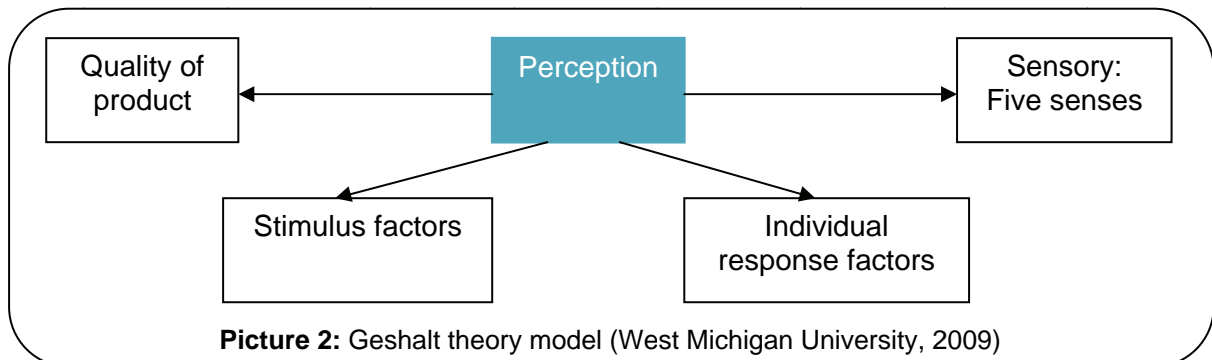 Quality of
product
Perception
Sensory:
Five senses
Stimulus factors
Individual
response factors
Picture 2: Geshalt theory model (West Michigan University, 2009)